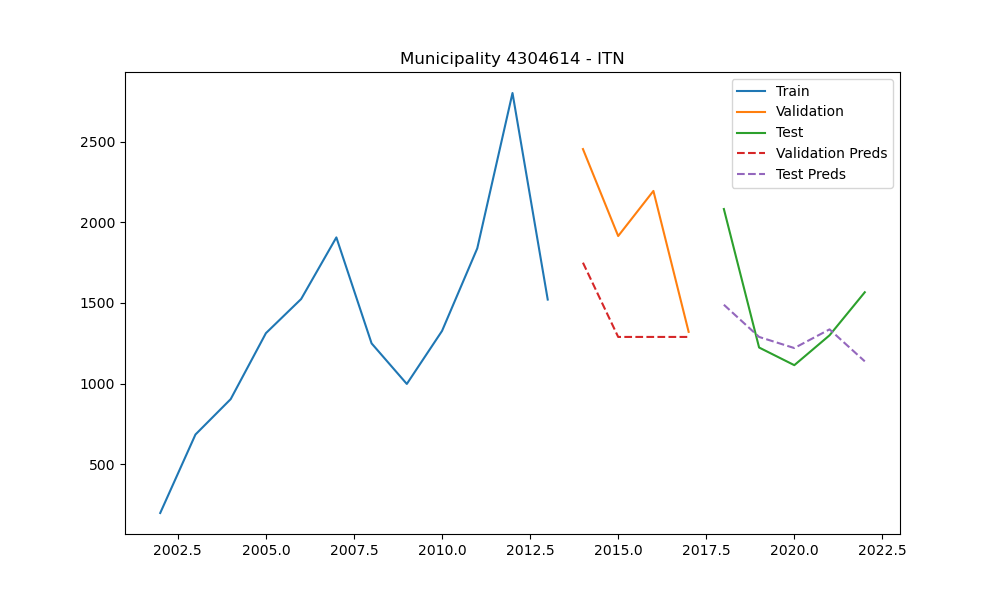 Municipality 4304614 - ITN
Train
Validation
Test
Validation Preds
Test Preds
2500
2000
1500
1000
500
2002.5 2005.0 2007.5 2010.0 2012.5 2015.0 2017.5 2020.0 2022.5